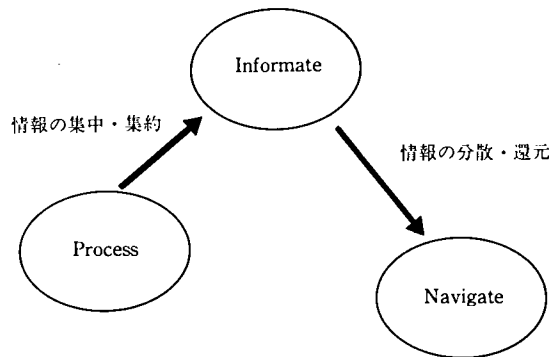 Informate
情報の集中・集約
情報の分散・還元
Process
Navigate